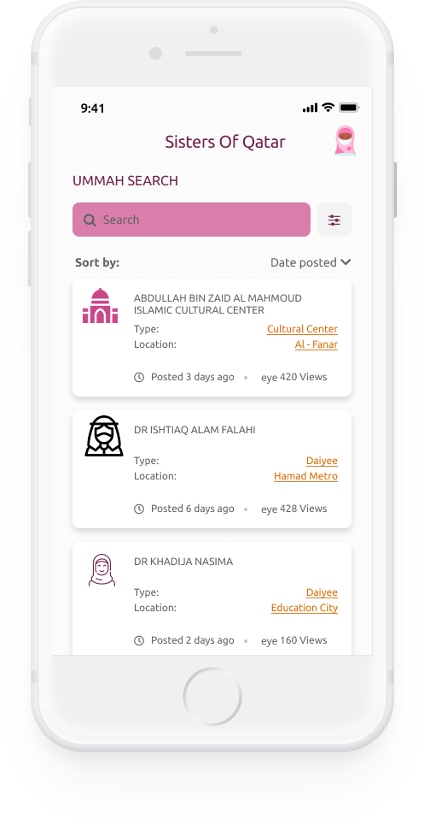 9:41
Sisters Of Qatar
UMMAH SEARCH
Search
Sort by: Date posted
ABDULLAH BIN ZAID AL MAHMOUD
ISLAMIC CULTURAL CENTER
Type: Cultural Center
Location: Al - Fanar
Posted 3 days ago • eye 420 Views
DR ISHTIAQ ALAM FALAHI
Type: Daiyee
Location: Hamad Metro
Posted 6 days ago • eye 428 Views
DR KHADIJA NASIMA
Type: Daiyee
Location: Education City
Posted 2 days ago • eye 160 Views